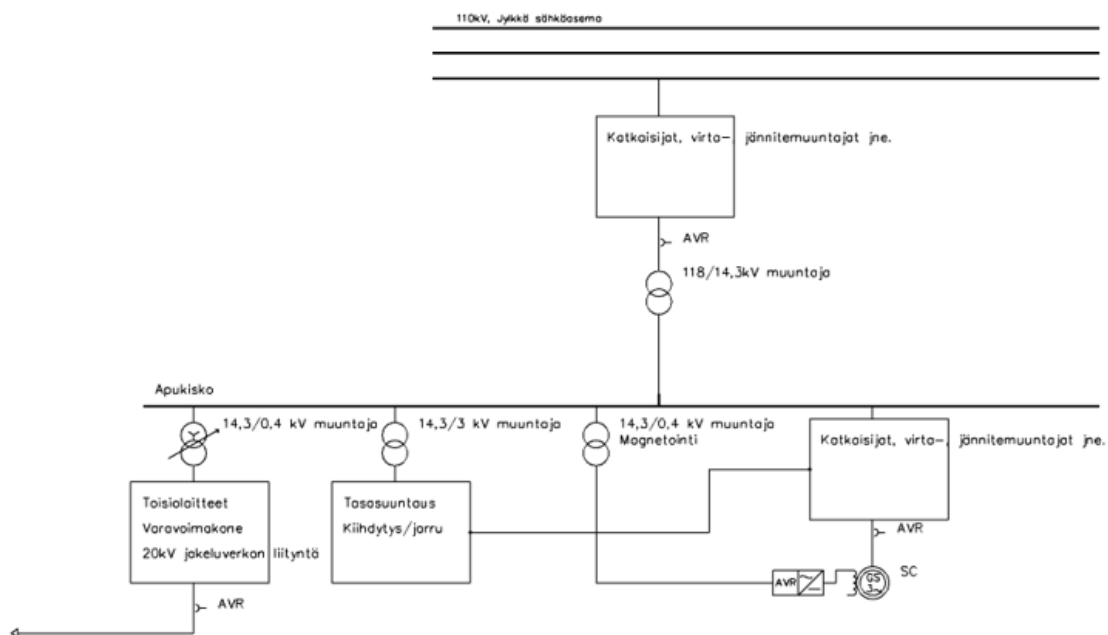 110kV, Jylkkä sähköasema
Katkaisijat, virta-, jännitemuuntajat jne.
AVR
118/14,3kV muuntaja
Apukisko
14,3/0,4 kV muuntaja
14,3/3 kV muuntaja
14,3/0,4 kV muuntaja
Magnetointi
Katkaisijat, virta-, jännitemuuntajat jne.
Toisiolaitteet
Varavoimakone
20kV jakeluverkon liityntä
Tasasuuntaus
Kiihdytys/jarru
AVR
AVR
GS
3~
SC
AVR